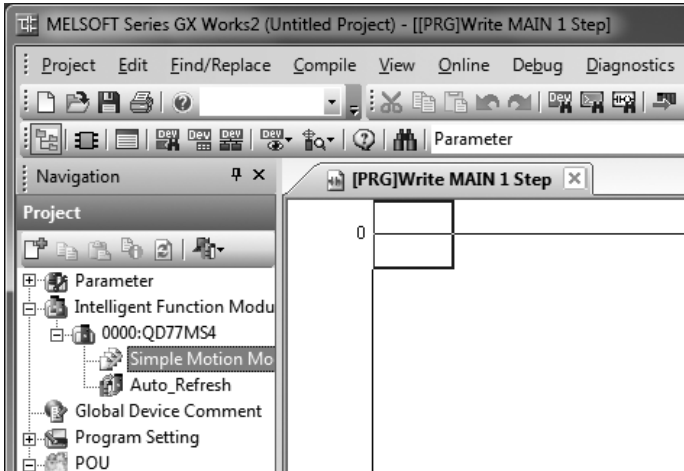 MELSOFT Series GX Works2 (Untitled Project) - [[PRG]Write MAIN 1 Step]
Project Edit Find/Replace Compile View Online Debug Diagnostics
Parameter
Navigation
[PRG]Write MAIN 1 Step
Project
0
Parameter
Intelligent Function Modu
0000:QD77MS4
Simple Motion Mo
Auto_Refresh
Global Device Comment
Program Setting
POU